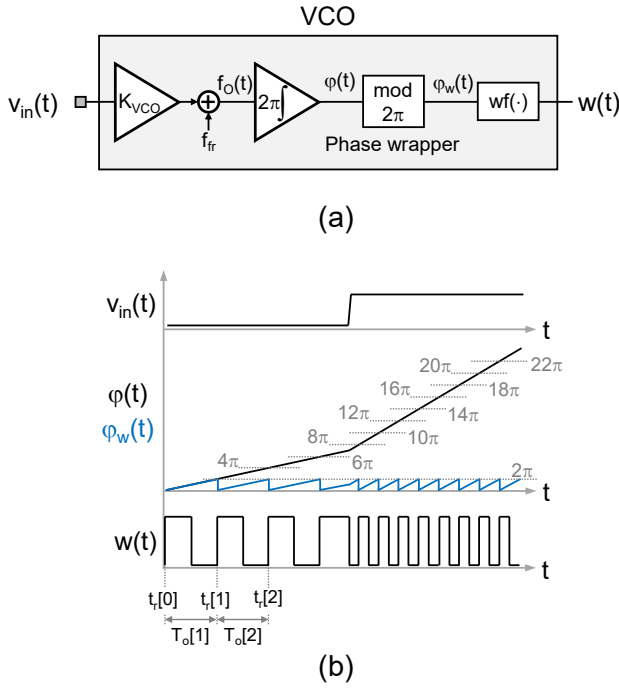 VCO
v_in(t)
K_VCO
f_O(t)
f_fr
2π∫
φ(t)
mod
2π
φ_w(t)
wf(·)
w(t)
Phase wrapper
(a)
v_in(t)
t
φ(t)
φ_w(t)
4π
6π
8π
10π
12π
14π
16π
18π
20π
22π
2π
t
w(t)
t
t_r[0] t_r[1] t_r[2]
T_o[1] T_o[2]
(b)